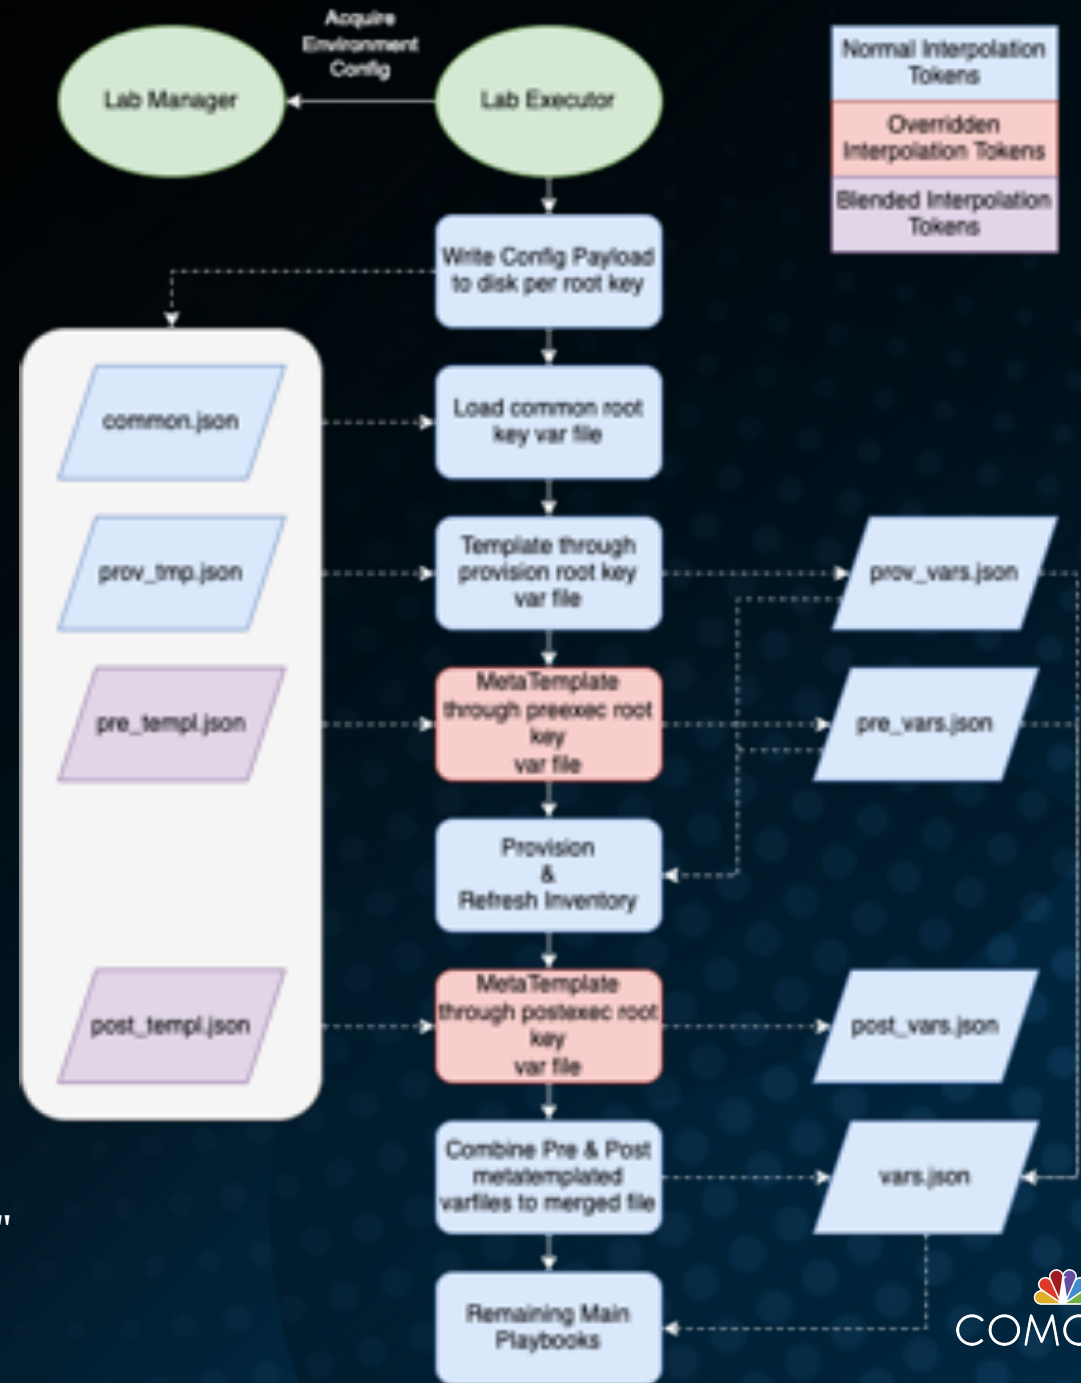 Acquire
Environment
Config
Lab Manager
Lab Executor
Normal Interpolation
Tokens
Overridden
Interpolation Tokens
Blended Interpolation
Tokens
Write Config Payload
to disk per root key
common.json
Load common root
key var file
prov_tmp.json
Template through
provision root key
var file
prov_vars.json
pre_templ.json
MetaTemplate
through preexec root
key
var file
pre_vars.json
Provision
&
Refresh Inventory
post_templ.json
MetaTemplate
through postexec root
key
var file
post_vars.json
Combine Pre & Post
metatemplated
varfiles to merged file
vars.json
"
Remaining Main
Playbooks
COMC